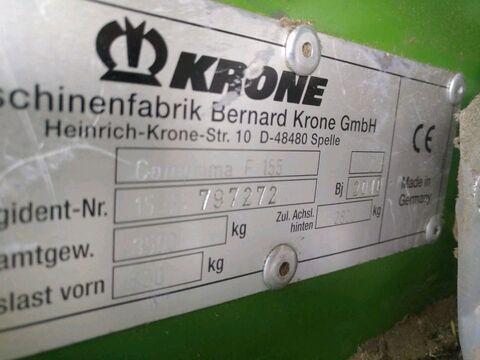 KRONE
schinenfabrik Bernard Krone GmbH
Heinrich-Krone-Str. 10 D-48480 Spelle
CE
F 155
gident-Nr. 797272 Bj
Made in Germany
amtgew. kg Zul. Achsl. hinten kg
slast vorn kg